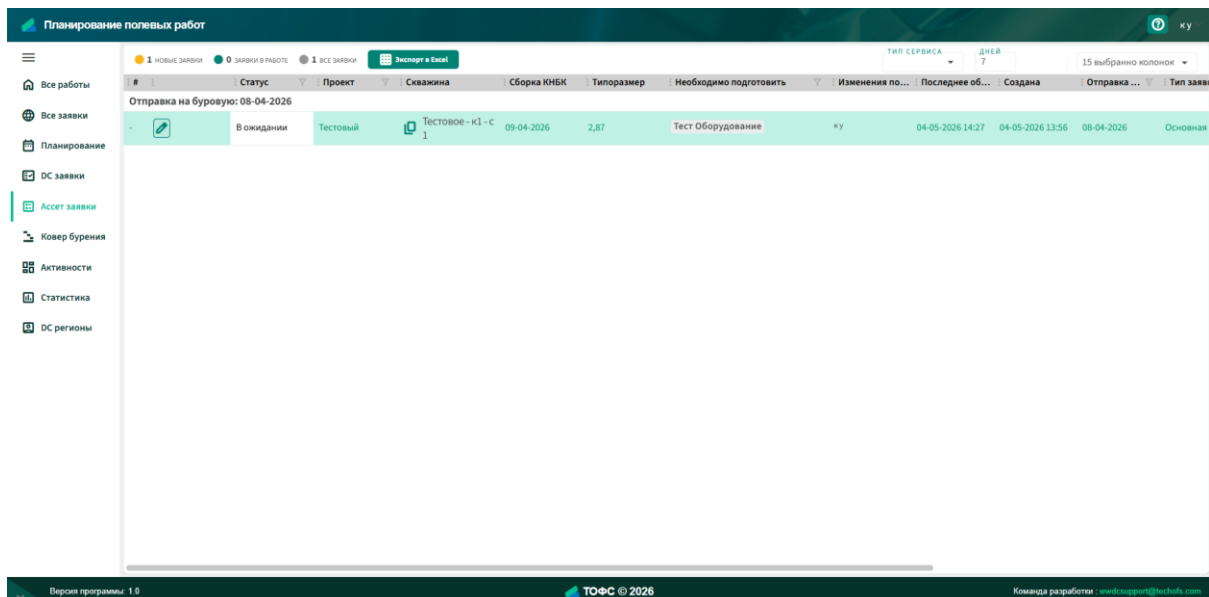 Планирование полевых работ
? к у
1 НОВЫЕ ЗАЯВКИ 0 ЗАЯВКИ В РАБОТЕ 1 ВСЕ ЗАЯВКИ Экспорт в Excel ТИП СЕРВИСА ДНЕЙ 7 15 выбранно колонок
Все работы
Все заявки
Планирование
DC заявки
Ассет заявки
Ковер бурения
Активности
Статистика
DC регионы
# Статус Проект Скважина Сборка КНБК Типоразмер Необходимо подготовить Изменения по... Последнее об... Создана Отправка ... Тип заяв
Отправка на буровую: 08-04-2026
- В ожидании Тестовый Тестовое - к1 - с 09-04-2026 2,87 Тест Оборудование к у 04-05-2026 14:27 04-05-2026 13:56 08-04-2026 Основная
1
Версия программы: 1.0 ТОФС © 2026 Команда разработки : wwdcsupport@techofs.com